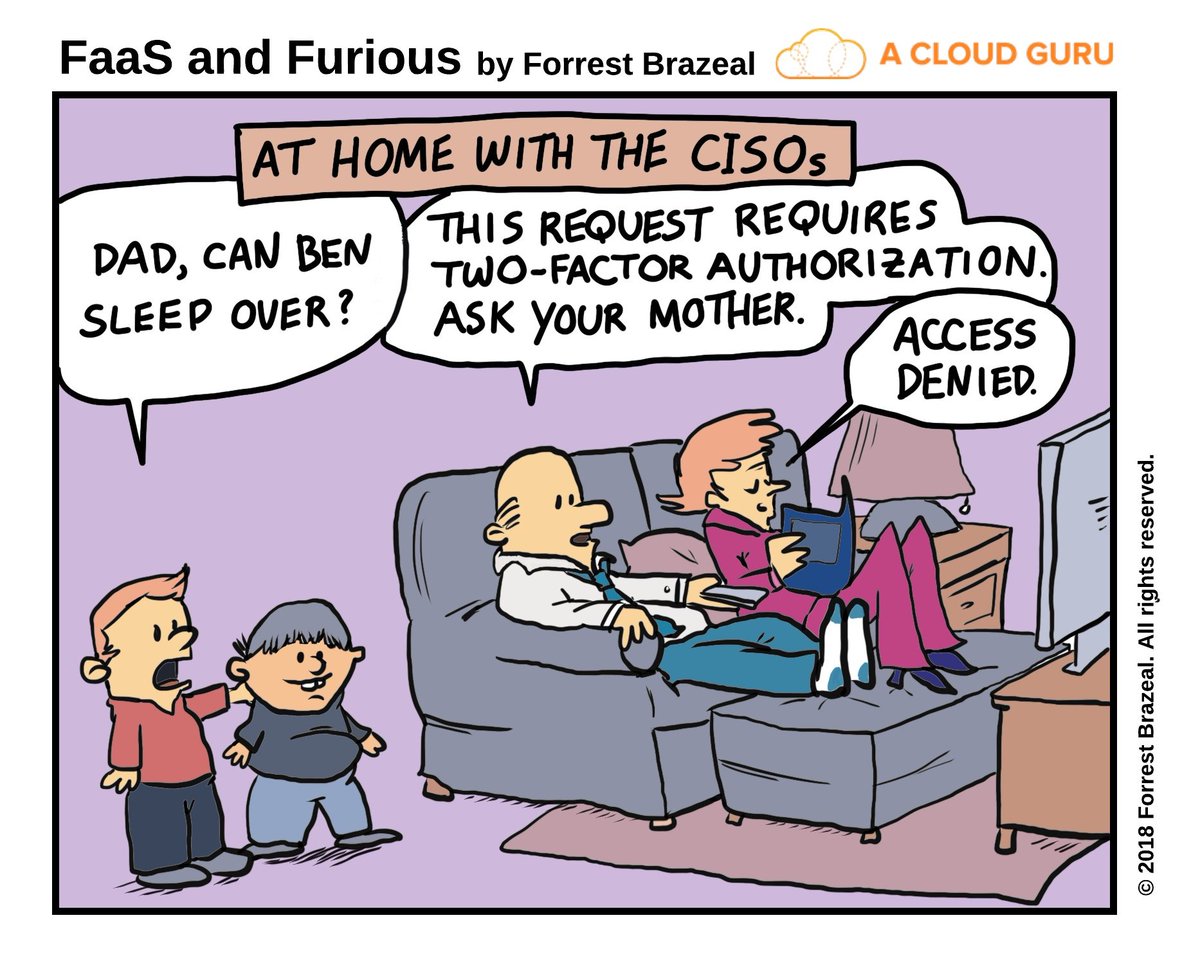 FaaS and Furious by Forrest Brazeal
A CLOUD GURU
AT HOME WITH THE CISOs
DAD, CAN BEN
SLEEP OVER?
THIS REQUEST REQUIRES
TWO-FACTOR AUTHORIZATION.
ASK YOUR MOTHER.
ACCESS
DENIED.
© 2018 Forrest Brazeal. All rights reserved.